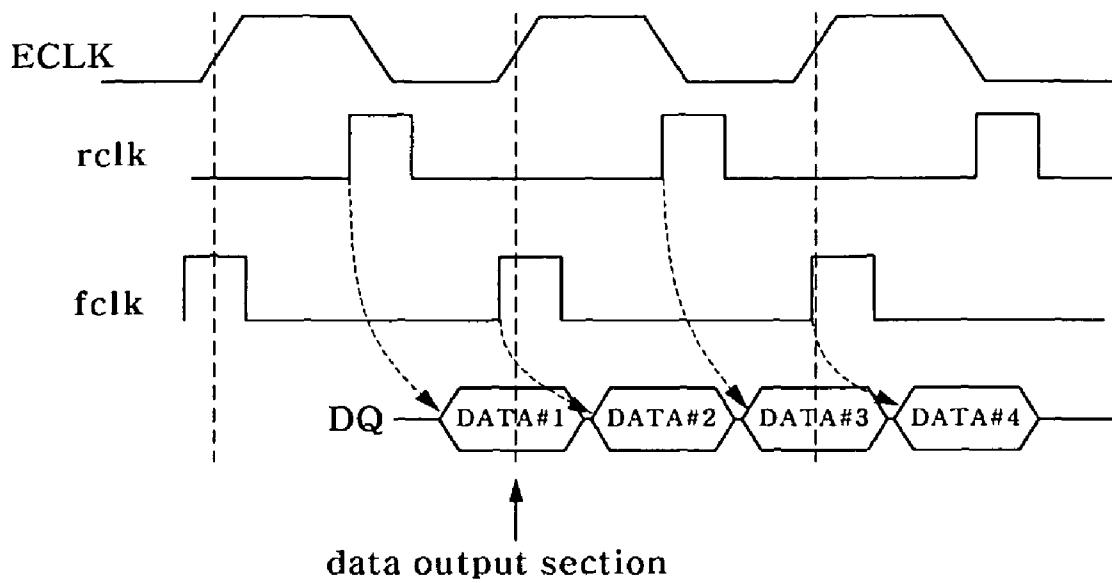 ECLK
rclk
fclk
DQ DATA#1 DATA#2 DATA#3 DATA#4
data output section